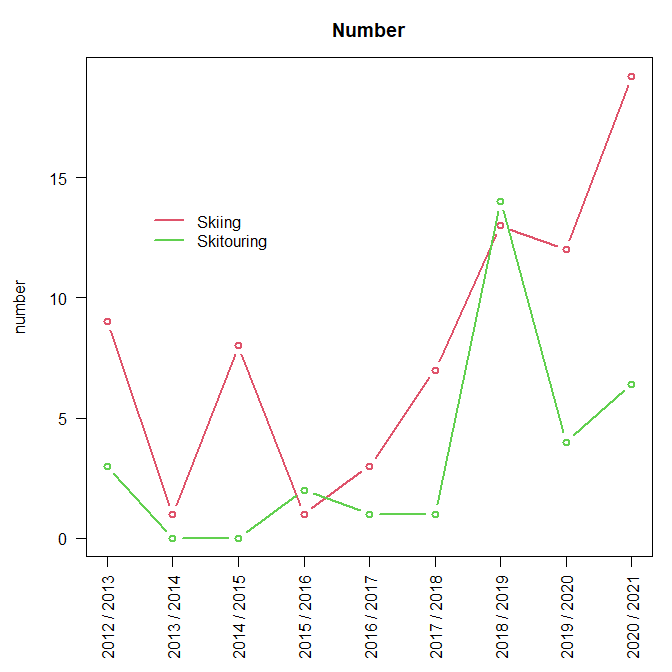 Number
15
10
5
0
number
Skiing
Skitouring
2012 / 2013
2013 / 2014
2014 / 2015
2015 / 2016
2016 / 2017
2017 / 2018
2018 / 2019
2019 / 2020
2020 / 2021